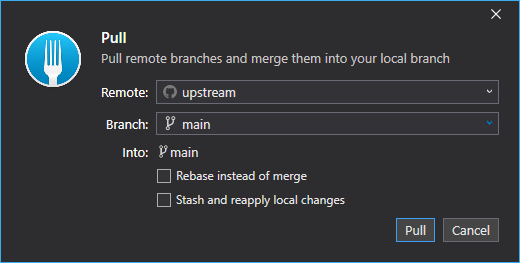 Pull
Pull remote branches and merge them into your local branch
Remote: upstream
Branch: main
Into: main
Rebase instead of merge
Stash and reapply local changes
Pull Cancel